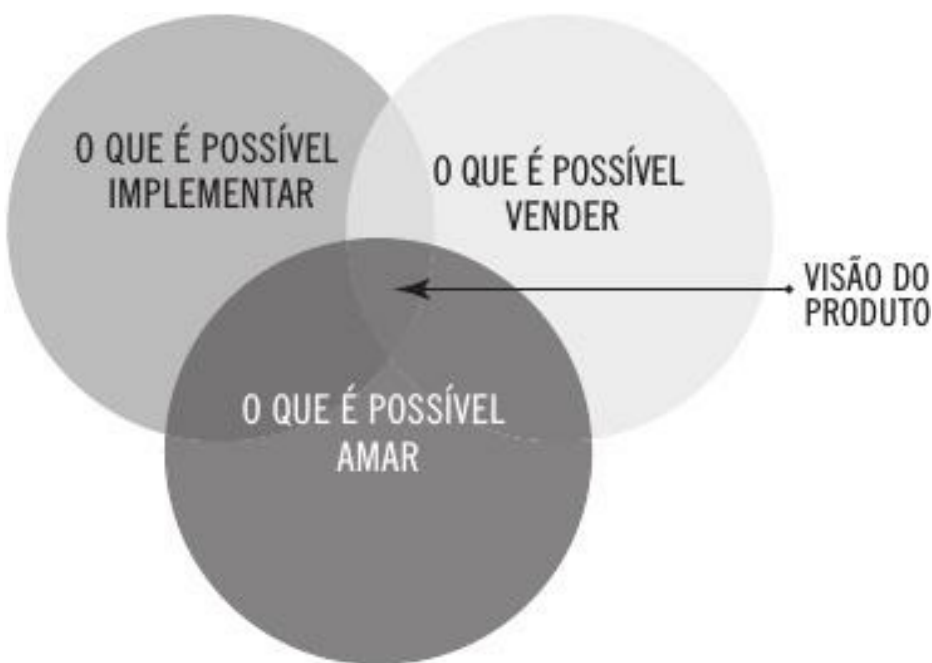 O QUE É POSSÍVEL
IMPLEMENTAR
O QUE É POSSÍVEL
VENDER
VISÃO DO
PRODUTO
O QUE É POSSÍVEL
AMAR